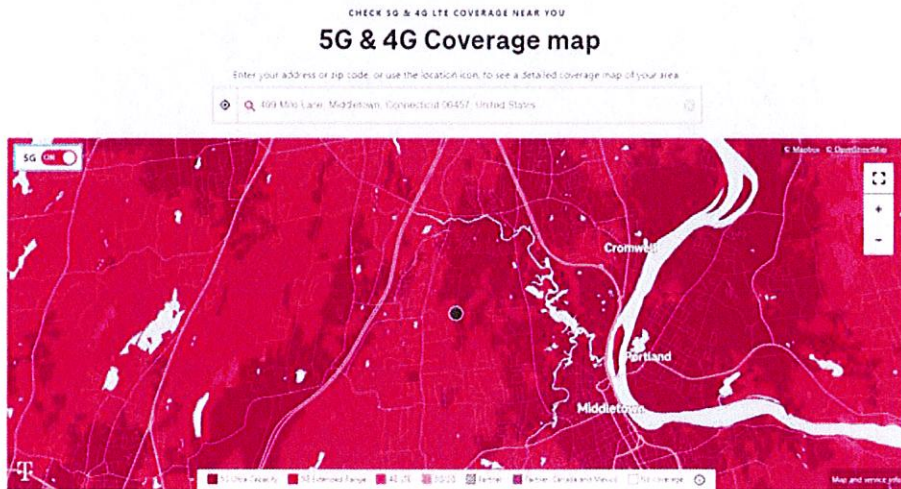 CHECK 5G & 4G LTE COVERAGE NEAR YOU
5G & 4G Coverage map
Enter your address or zip code, or use the location icon, to see a detailed coverage map of your area
499 Mile Lane, Middletown, Connecticut 06457, United States
5G ON
© Mapbox © OpenStreetMap
+
-
Cromwell
Portland
Middletown
T
5G Ultra Capacity 5G Extended Range 4G LTE 3G/2G Partner Partner Canada and Mexico No coverage
Map and service info